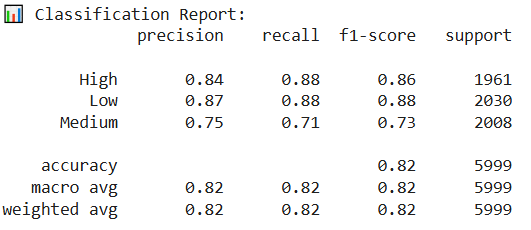 📊 Classification Report:
precision recall f1-score support
High 0.84 0.88 0.86 1961
Low 0.87 0.88 0.88 2030
Medium 0.75 0.71 0.73 2008
accuracy 0.82 5999
macro avg 0.82 0.82 0.82 5999
weighted avg 0.82 0.82 0.82 5999